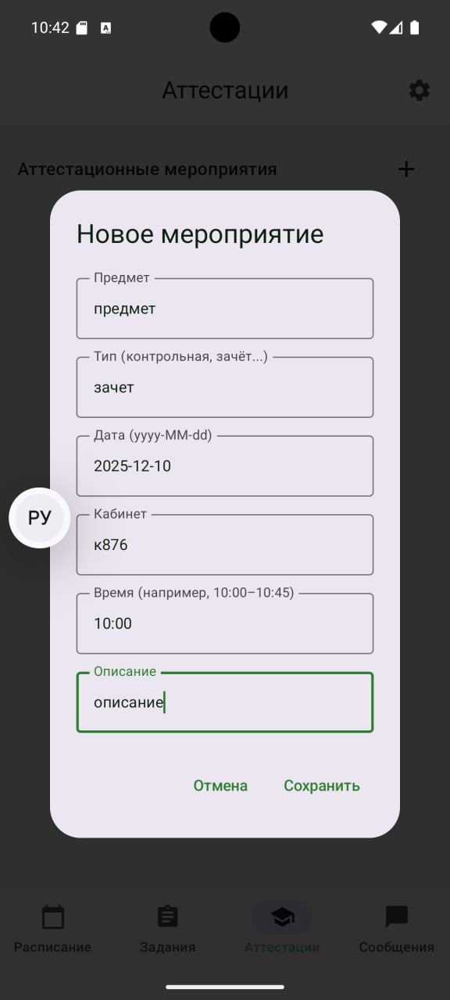 10:42
A
Аттестации
Аттестационные мероприятия
Новое мероприятие
Предмет
предмет
Тип (контрольная, зачёт...)
зачет
Дата (yyyy-MM-dd)
2025-12-10
РУ
Кабинет
к876
Время (например, 10:00–10:45)
10:00
Описание
описание
Отмена
Сохранить
Расписание
Задания
Аттестации
Сообщения